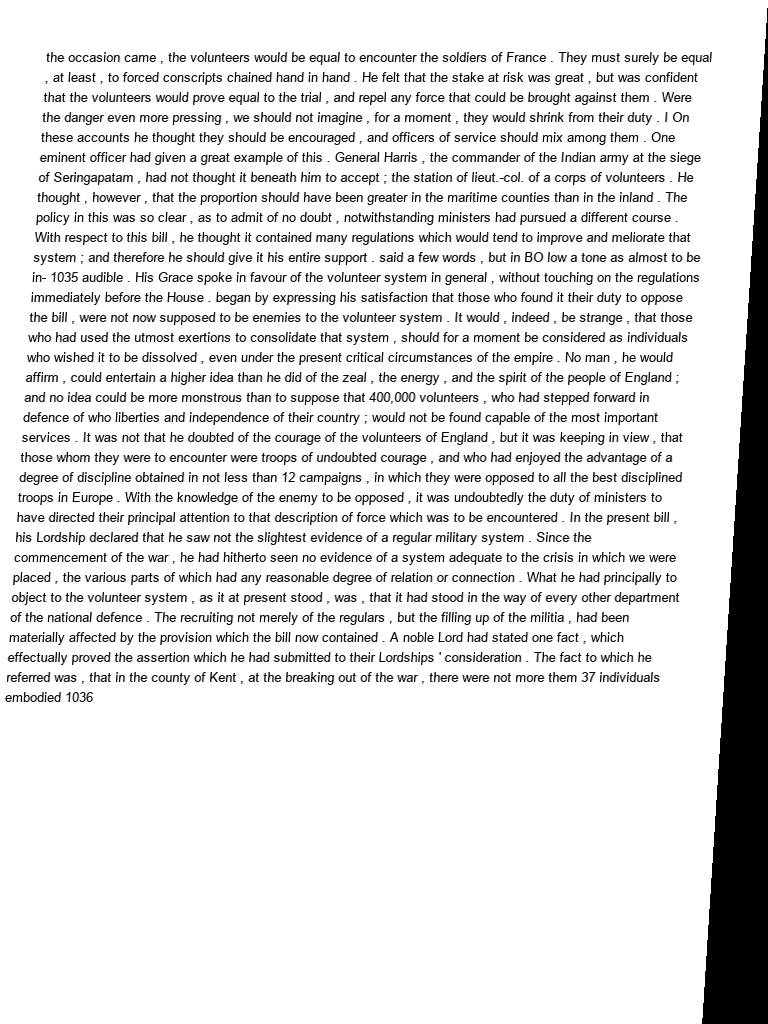 the occasion came , the volunteers would be equal to encounter the soldiers of France . They must surely be equal
, at least , to forced conscripts chained hand in hand . He felt that the stake at risk was great , but was confident
that the volunteers would prove equal to the trial , and repel any force that could be brought against them . Were
the danger even more pressing , we should not imagine , for a moment , they would shrink from their duty . I On
these accounts he thought they should be encouraged , and officers of service should mix among them . One
eminent officer had given a great example of this . General Harris , the commander of the Indian army at the siege
of Seringapatam , had not thought it beneath him to accept ; the station of lieut.-col. of a corps of volunteers . He
thought , however , that the proportion should have been greater in the maritime counties than in the inland . The
policy in this was so clear , as to admit of no doubt , notwithstanding ministers had pursued a different course .
With respect to this bill , he thought it contained many regulations which would tend to improve and meliorate that
system ; and therefore he should give it his entire support . said a few words , but in BO low a tone as almost to be
in- 1035 audible . His Grace spoke in favour of the volunteer system in general , without touching on the regulations
immediately before the House . began by expressing his satisfaction that those who found it their duty to oppose
the bill , were not now supposed to be enemies to the volunteer system . It would , indeed , be strange , that those
who had used the utmost exertions to consolidate that system , should for a moment be considered as individuals
who wished it to be dissolved , even under the present critical circumstances of the empire . No man , he would
affirm , could entertain a higher idea than he did of the zeal , the energy , and the spirit of the people of England ;
and no idea could be more monstrous than to suppose that 400,000 volunteers , who had stepped forward in
defence of who liberties and independence of their country ; would not be found capable of the most important
services . It was not that he doubted of the courage of the volunteers of England , but it was keeping in view , that
those whom they were to encounter were troops of undoubted courage , and who had enjoyed the advantage of a
degree of discipline obtained in not less than 12 campaigns , in which they were opposed to all the best disciplined
troops in Europe . With the knowledge of the enemy to be opposed , it was undoubtedly the duty of ministers to
have directed their principal attention to that description of force which was to be encountered . In the present bill ,
his Lordship declared that he saw not the slightest evidence of a regular military system . Since the
commencement of the war , he had hitherto seen no evidence of a system adequate to the crisis in which we were
placed , the various parts of which had any reasonable degree of relation or connection . What he had principally to
object to the volunteer system , as it at present stood , was , that it had stood in the way of every other department
of the national defence . The recruiting not merely of the regulars , but the filling up of the militia , had been
materially affected by the provision which the bill now contained . A noble Lord had stated one fact , which
effectually proved the assertion which he had submitted to their Lordships ' consideration . The fact to which he
referred was , that in the county of Kent , at the breaking out of the war , there were not more them 37 individuals
embodied 1036